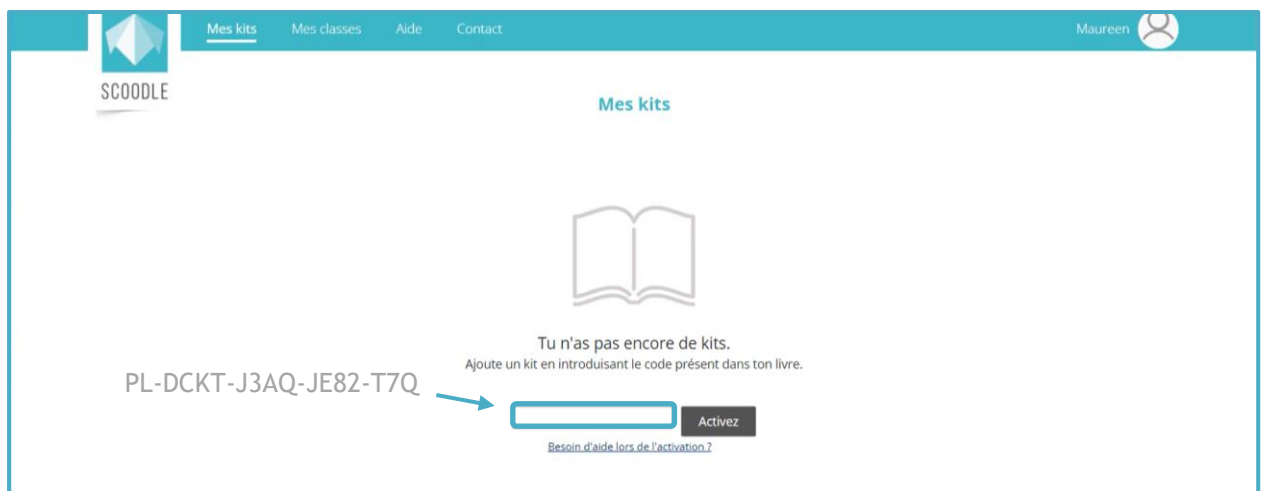 Mes kits Mes classes Aide Contact Maureen
SCOODLE
Mes kits
Tu n'as pas encore de kits.
Ajoute un kit en introduisant le code présent dans ton livre.
PL-DCKT-J3AQ-JE82-T7Q
Activez
Besoin d'aide lors de l'activation ?